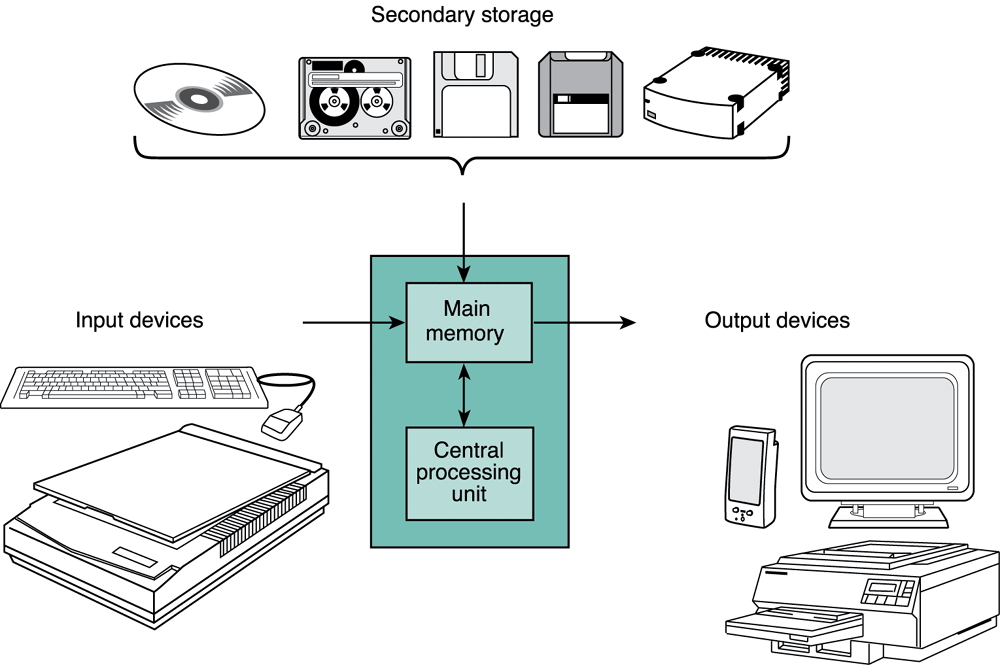 Secondary storage
Main
memory
Input devices
Output devices
Central
processing
unit